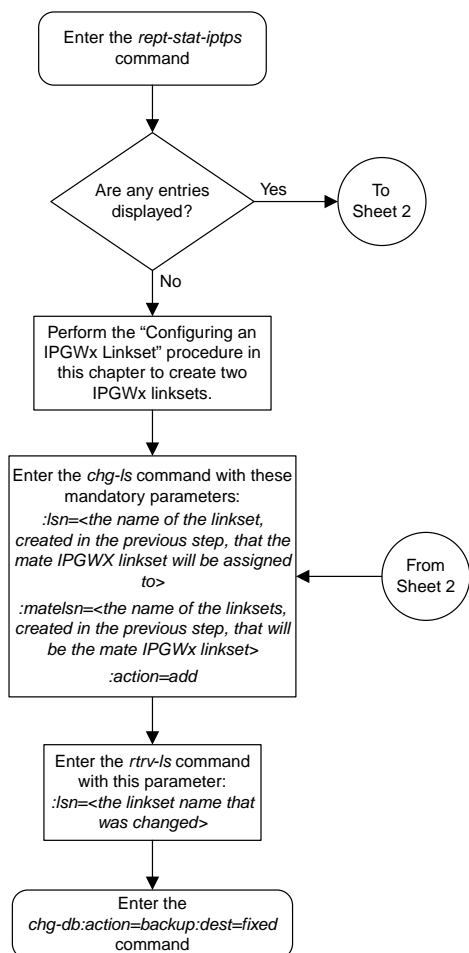 Enter the rept-stat-iptps
command
Are any entries
displayed?
Yes
To
Sheet 2
No
Perform the “Configuring an
IPGWx Linkset” procedure in
this chapter to create two
IPGWx linksets.
Enter the chg-ls command with these
mandatory parameters:
:lsn=<the name of the linkset,
created in the previous step, that the
mate IPGWX linkset will be assigned
to>
:matelsn=<the name of the linksets,
created in the previous step, that will
be the mate IPGWx linkset>
:action=add
From
Sheet 2
Enter the rtrv-ls command
with this parameter:
:lsn=<the linkset name that
was changed>
Enter the
chg-db:action=backup:dest=fixed
command